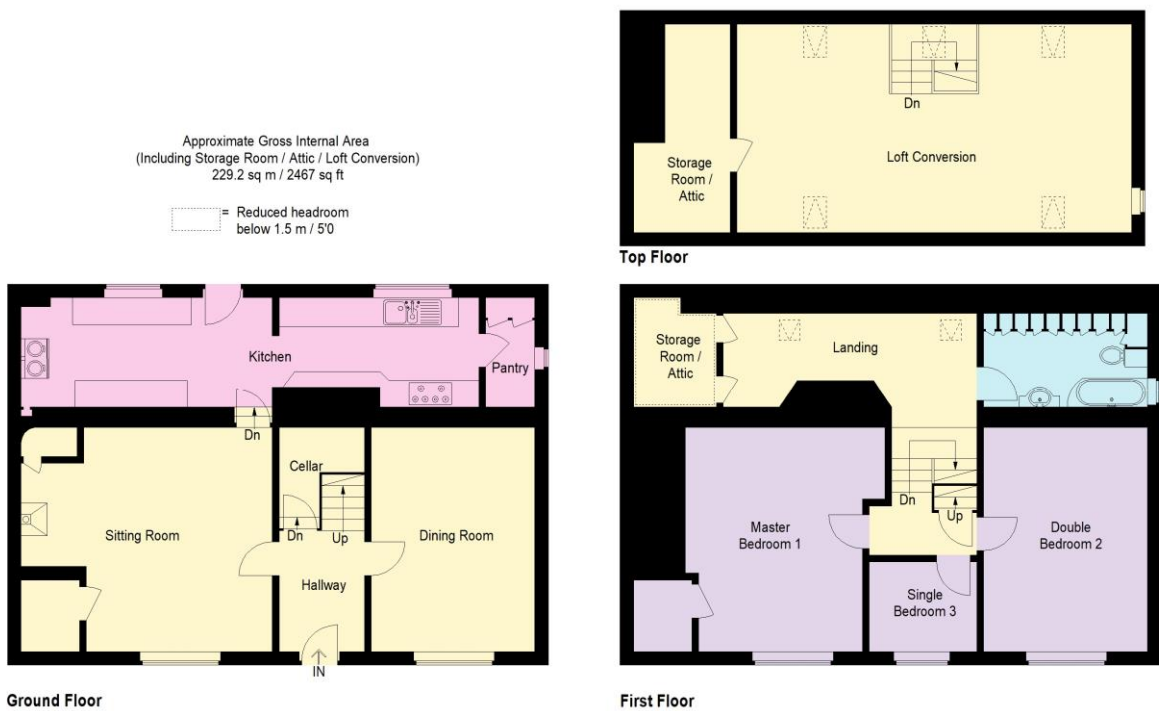 Approximate Gross Internal Area
(Including Storage Room / Attic / Loft Conversion)
229.2 sq m / 2467 sq ft
= Reduced headroom
below 1.5 m / 5'0
Dn
Loft Conversion
Storage
Room /
Attic
Top Floor
Kitchen
Pantry
Dn
Cellar
Sitting Room
Dn
Up
Dining Room
Hallway
IN
Ground Floor
Storage
Room /
Attic
Landing
Dn
Up
Master
Bedroom 1
Double
Bedroom 2
Single
Bedroom 3
First Floor